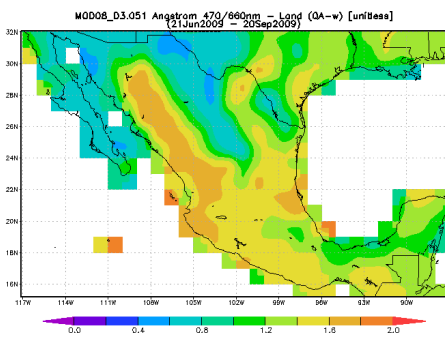 MOD08_D3.051 Angstrom 470/660nm – Land (QA-w) [unitless]
(21Jun2009 – 20Sep2009)
32N
30N
28N
26N
24N
22N
20N
18N
16N
117W 114W 111W 108W 105W 102W 99W 96W 93W 90W
0.0 0.4 0.8 1.2 1.6 2.0